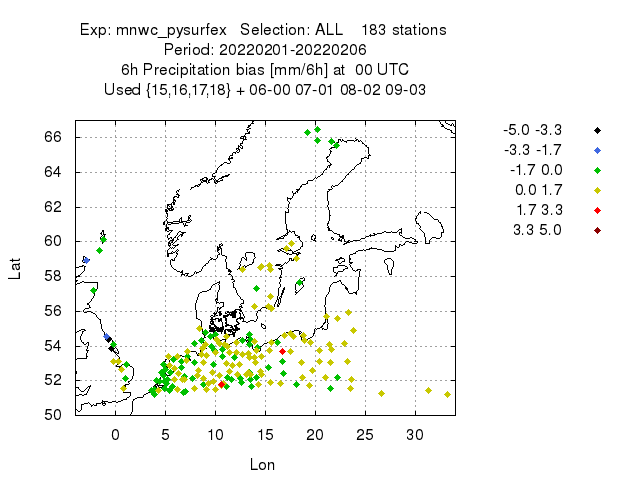 Exp: mnwc_pysurfex   Selection: ALL    183 stations
Period: 20220201-20220206
6h Precipitation bias [mm/6h] at  00 UTC
Used {15,16,17,18} + 06-00 07-01 08-02 09-03
-5.0 -3.3
-3.3 -1.7
-1.7 0.0
0.0 1.7
1.7 3.3
3.3 5.0
66
64
62
60
58
56
54
52
50
Lat
0 5 10 15 20 25 30
Lon